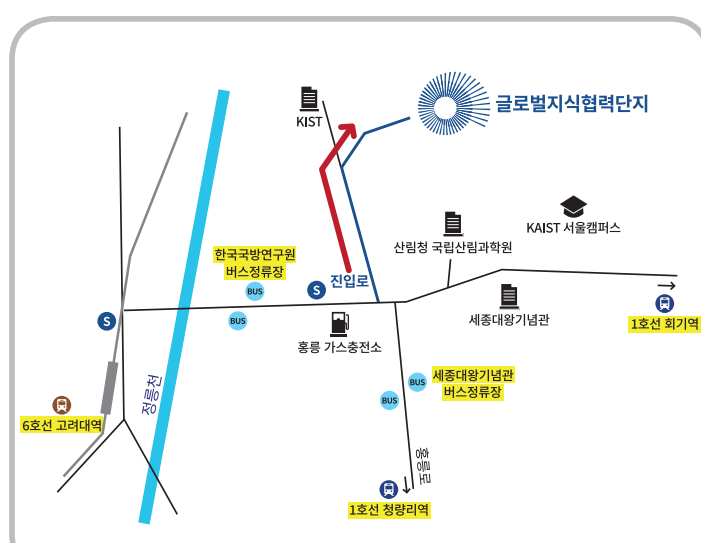 글로벌지식협력단지
KIST
KAIST 서울캠퍼스
산림청 국립산림과학원
한국국방연구원
버스정류장
BUS
S
진입로
S
BUS
홍릉 가스충전소
세종대왕기념관
1호선 회기역
정릉천
BUS
세종대왕기념관
버스정류장
BUS
6호선 고려대역
홍릉로
1호선 청량리역